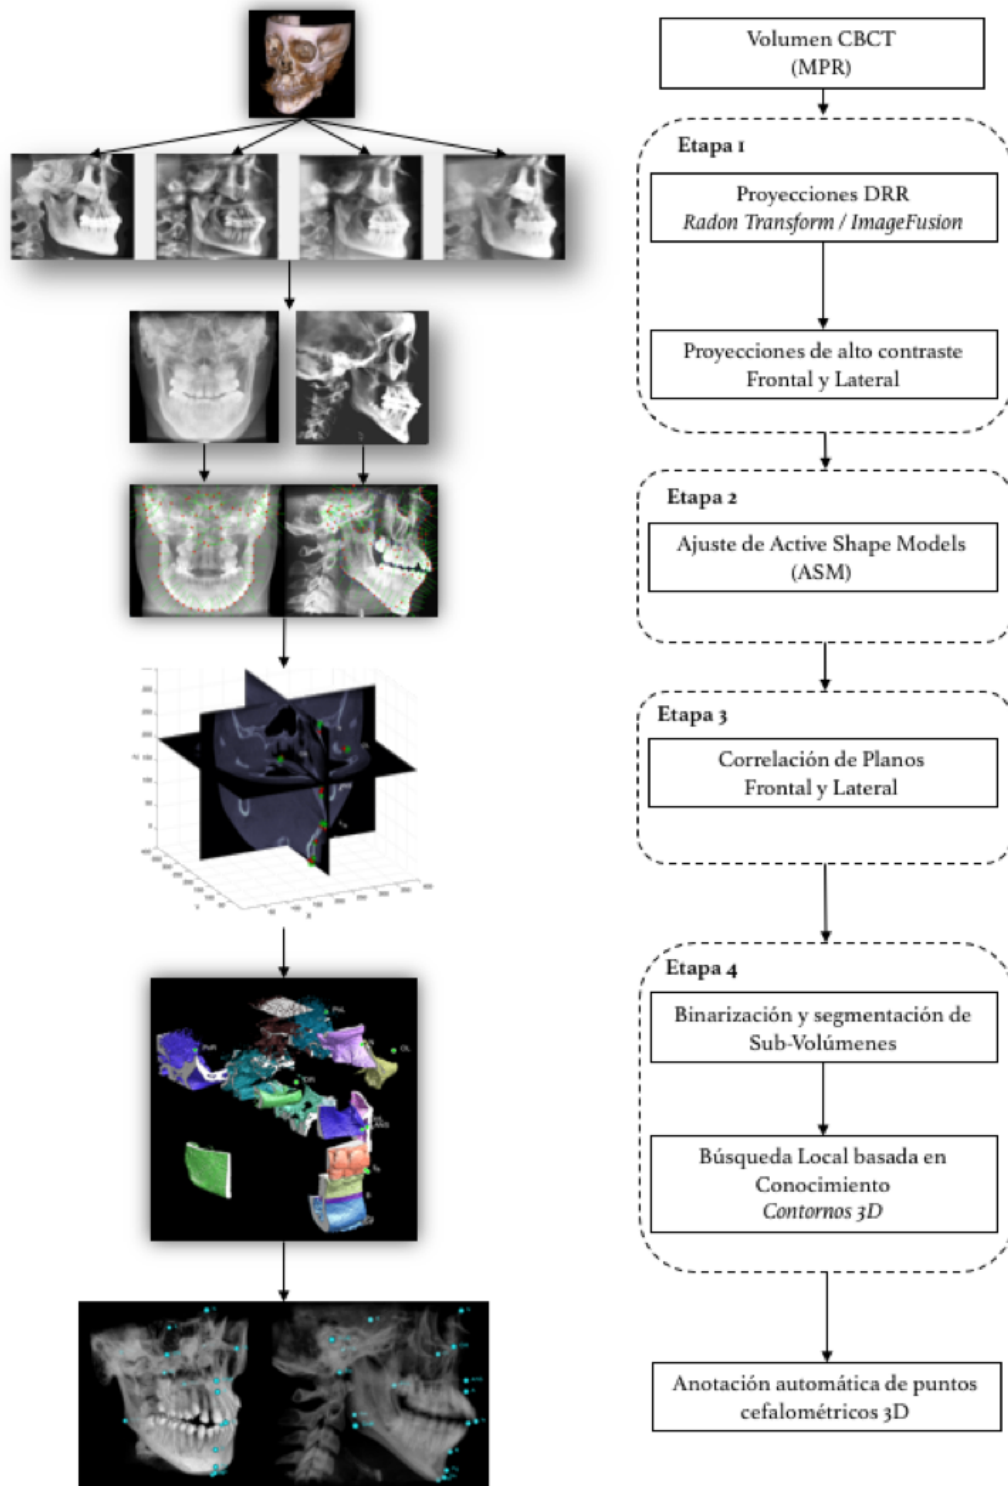 Volumen CBCT
(MPR)
Etapa 1
Proyecciones DRR
Radon Transform / ImageFusion
Proyecciones de alto contraste
Frontal y Lateral
Etapa 2
Ajuste de Active Shape Models
(ASM)
Etapa 3
Correlación de Planos
Frontal y Lateral
Etapa 4
Binarización y segmentación de
Sub-Volúmenes
Búsqueda Local basada en
Conocimiento
Contornos 3D
Anotación automática de puntos
cefalométricos 3D